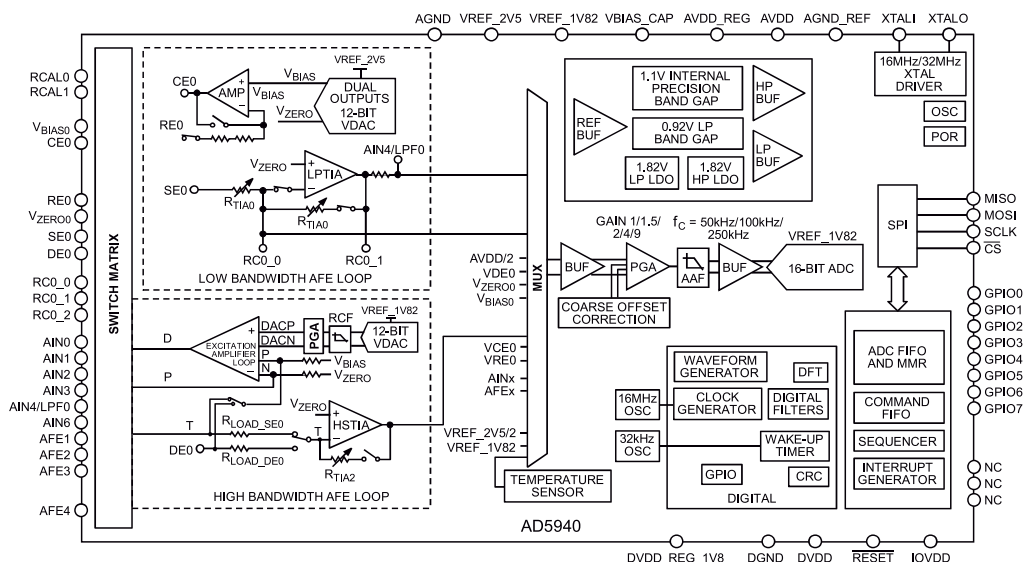 AGND VREF_2V5 VREF_1V82 VBIAS_CAP AVDD_REG AVDD AGND_REF XTALI XTALO
RCAL0
RCAL1
VBIAS0
CE0
RE0
VZERO0
SE0
DE0
RC0_0
RC0_1
RC0_2
AIN0
AIN1
AIN2
AIN3
AIN4/LPF0
AIN6
AFE1
AFE2
AFE3
AFE4
SWITCH MATRIX
VREF_2V5
CE0
AMP
+
–
VBIAS
VBIAS
VZERO
DUAL
OUTPUTS
12-BIT
VDAC
RE0
AIN4/LPF0
VZERO
+
–
LPTIA
SE0
RTIA0
RTIA0
RC0_0
RC0_1
LOW BANDWIDTH AFE LOOP
D
P
T
EXCITATION
AMPLIFIER
LOOP
+
–
DACP
DACN
P
N
PGA
RCF
VREF_1V82
12-BIT
VDAC
VBIAS
VZERO
VZERO
+
–
HSTIA
T
RLOAD_SE0
DE0
RLOAD_DE0
RTIA2
HIGH BANDWIDTH AFE LOOP
MUX
AVDD/2
VDE0
VZERO0
VBIAS0
VCE0
VRE0
AINx
AFEx
VREF_2V5/2
VREF_1V82
TEMPERATURE
SENSOR
REF
BUF
1.1V INTERNAL
PRECISION
BAND GAP
0.92V LP
BAND GAP
1.82V
LP LDO
1.82V
HP LDO
HP
BUF
LP
BUF
GAIN 1/1.5/
2/4/9
fC = 50kHz/100kHz/
250kHz
VREF_1V82
BUF
PGA
AAF
BUF
16-BIT ADC
COARSE OFFSET
CORRECTION
WAVEFORM
GENERATOR
DFT
16MHz
OSC
CLOCK
GENERATOR
DIGITAL
FILTERS
32kHz
OSC
WAKE-UP
TIMER
GPIO
CRC
DIGITAL
16MHz/32MHz
XTAL
DRIVER
OSC
POR
SPI
ADC FIFO
AND MMR
COMMAND
FIFO
SEQUENCER
INTERRUPT
GENERATOR
MISO
MOSI
SCLK
CS
GPIO0
GPIO1
GPIO2
GPIO3
GPIO4
GPIO5
GPIO6
GPIO7
NC
NC
NC
AD5940
DVDD_REG_1V8 DGND DVDD RESET IOVDD